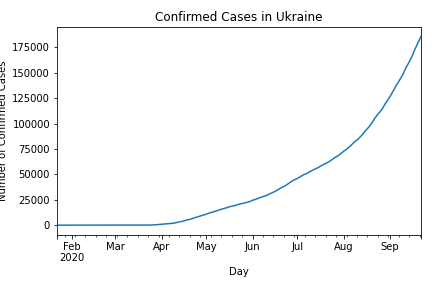 Confirmed Cases in Ukraine
Number of Confirmed Cases
175000
150000
125000
100000
75000
50000
25000
0
Feb Mar Apr May Jun Jul Aug Sep
2020
Day